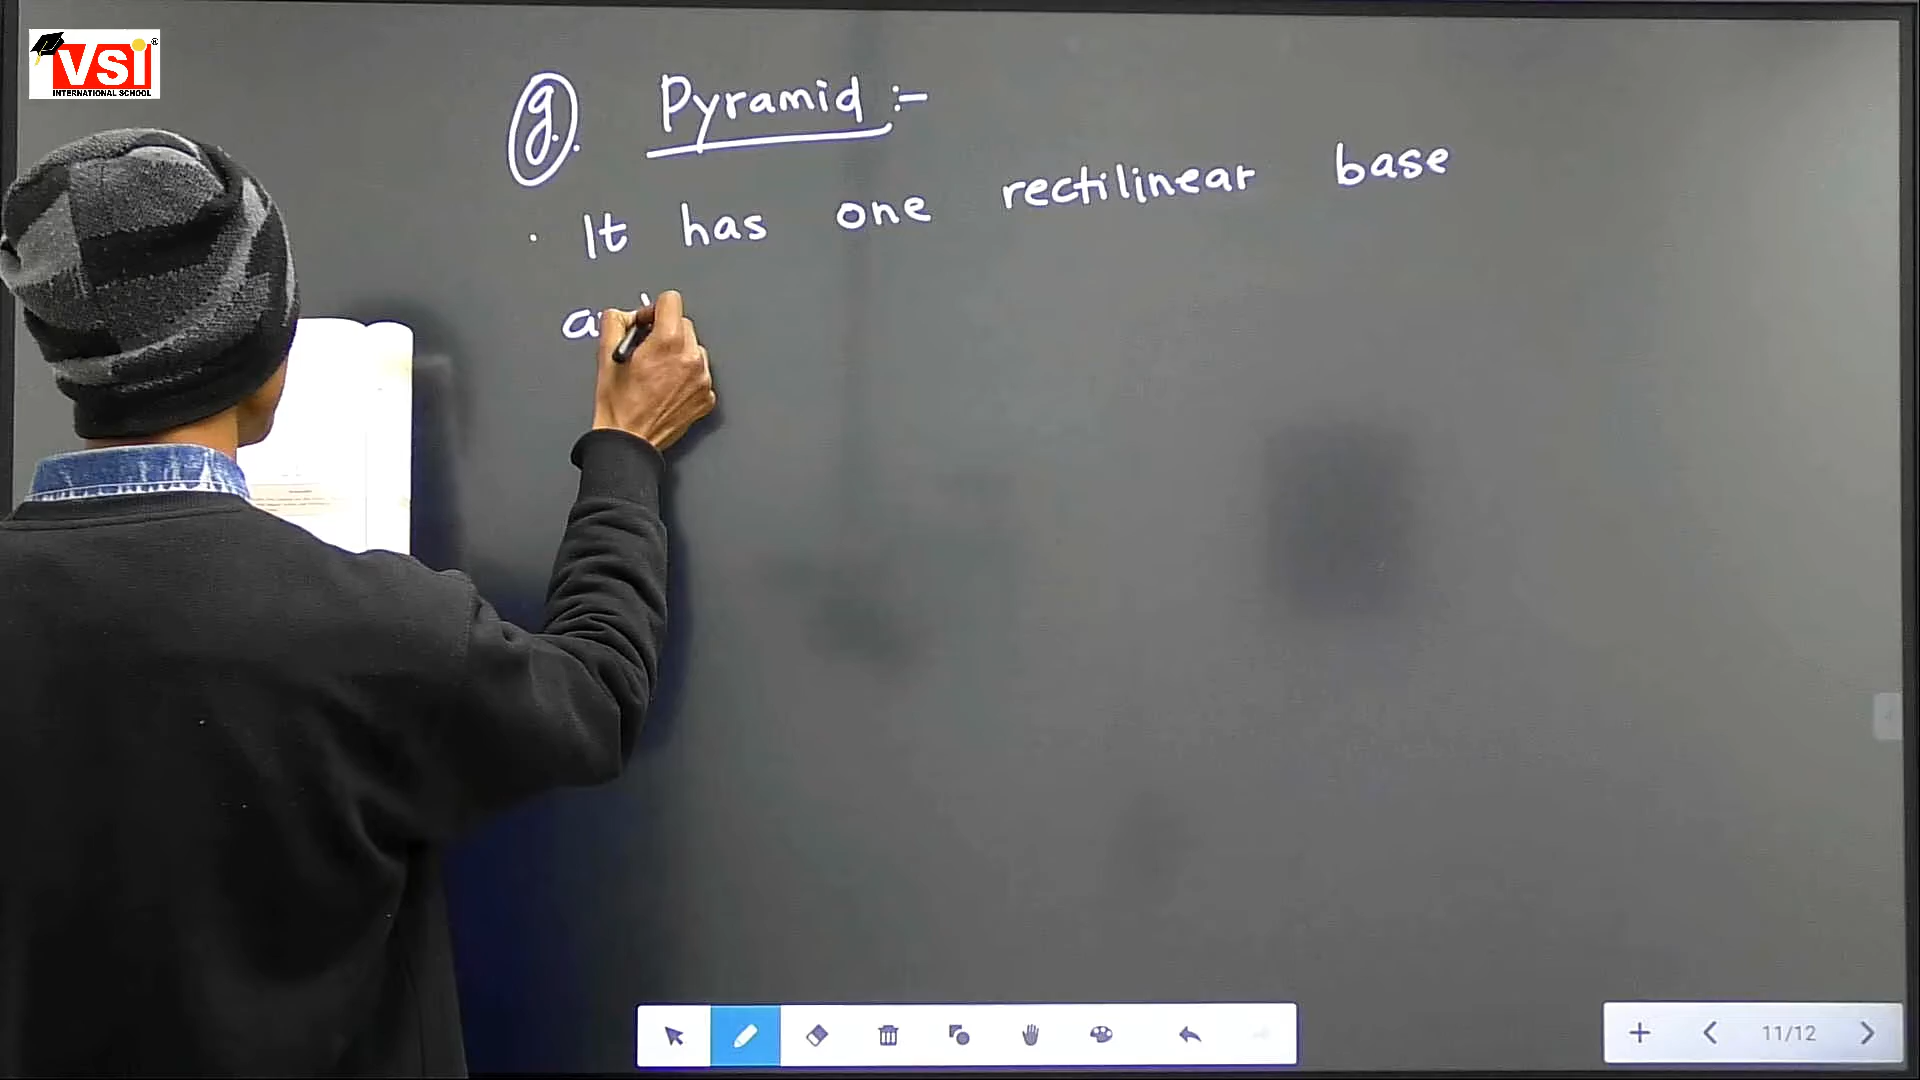 VSI
INTERNATIONAL SCHOOL
g. Pyramid :-
· It has one rectilinear base
11/12